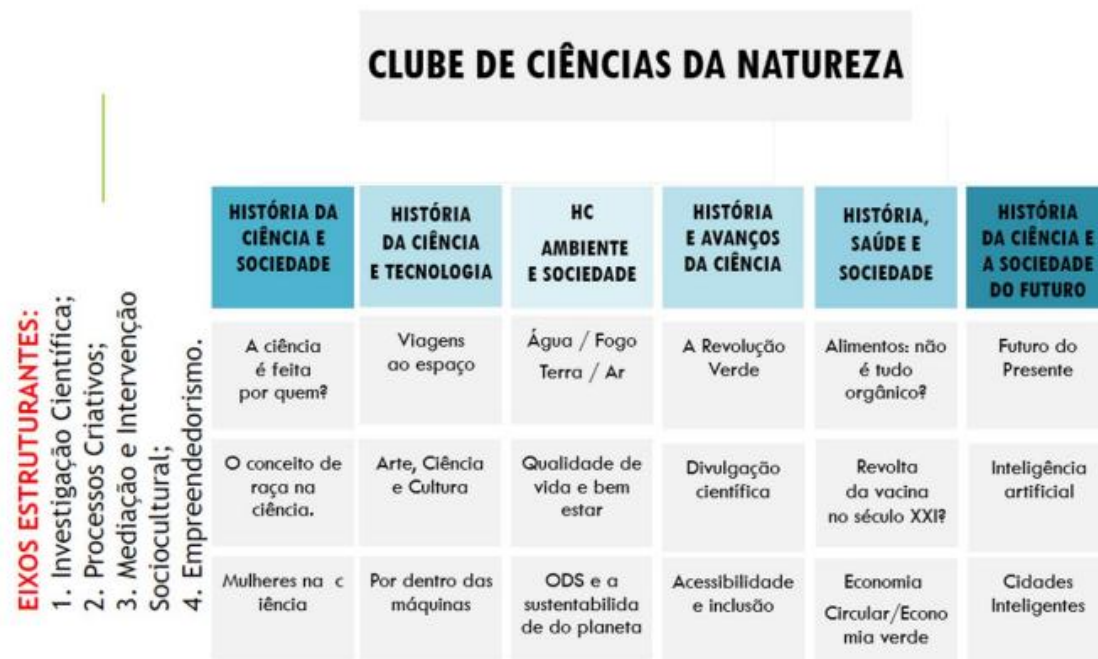 CLUBE DE CIÊNCIAS DA NATUREZA
EIXOS ESTRUTURANTES:
1. Investigação Científica;
2. Processos Criativos;
3. Mediação e Intervenção
Sociocultural;
4. Empreendedorismo.
HISTÓRIA DA
CIÊNCIA E
SOCIEDADE
HISTÓRIA
DA CIÊNCIA
E TECNOLOGIA
HC
AMBIENTE
E SOCIEDADE
HISTÓRIA
E AVANÇOS
DA CIÊNCIA
HISTÓRIA,
SAÚDE E
SOCIEDADE
HISTÓRIA
DA CIÊNCIA E
A SOCIEDADE
DO FUTURO
A ciência
é feita
por quem?
Viagens
ao espaço
Água / Fogo
Terra / Ar
A Revolução
Verde
Alimentos: não
é tudo
orgânico?
Futuro do
Presente
O conceito de
raça na
ciência.
Arte, Ciência
e Cultura
Qualidade de
vida e bem
estar
Divulgação
científica
Revolta
da vacina
no século XXI?
Inteligência
artificial
Mulheres na c
iência
Por dentro das
máquinas
ODS e a
sustentabilida
de do planeta
Acessibilidade
e inclusão
Economia
Circular/Econo
mia verde
Cidades
Inteligentes